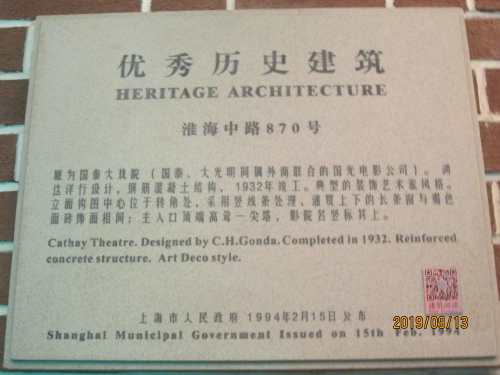 优秀历史建筑
HERITAGE ARCHITECTURE
淮海中路870号
原为国泰大戏院（国泰、大光明同属外商联合的国光电影公司）。鸿
达洋行设计，钢筋混凝土结构，1932年竣工。典型的装饰艺术派风格。
立面构图中心位于转角处，采用竖线条处理，通贯上下的长条窗与褐色
面砖饰面相间；主入口顶端高耸一尖塔，影院名竖标其上。
Cathay Theatre. Designed by C.H.Gonda. Completed in 1932. Reinforced
concrete structure. Art Deco style.
上海市人民政府 1994年2月15日公布
Shanghai Municipal Government Issued on 15th Feb. 1994
2019/09/13